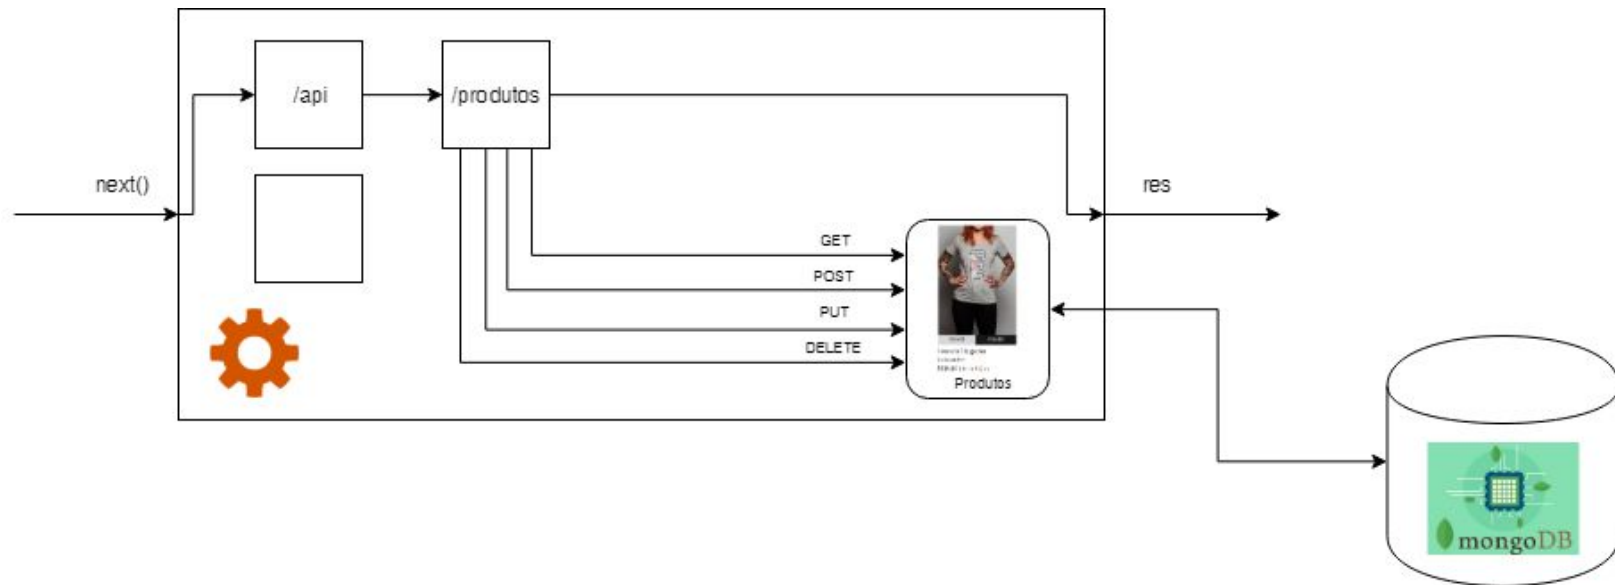 /api
/produtos
next()
res
GET
POST
PUT
DELETE
Produtos
mongoDB